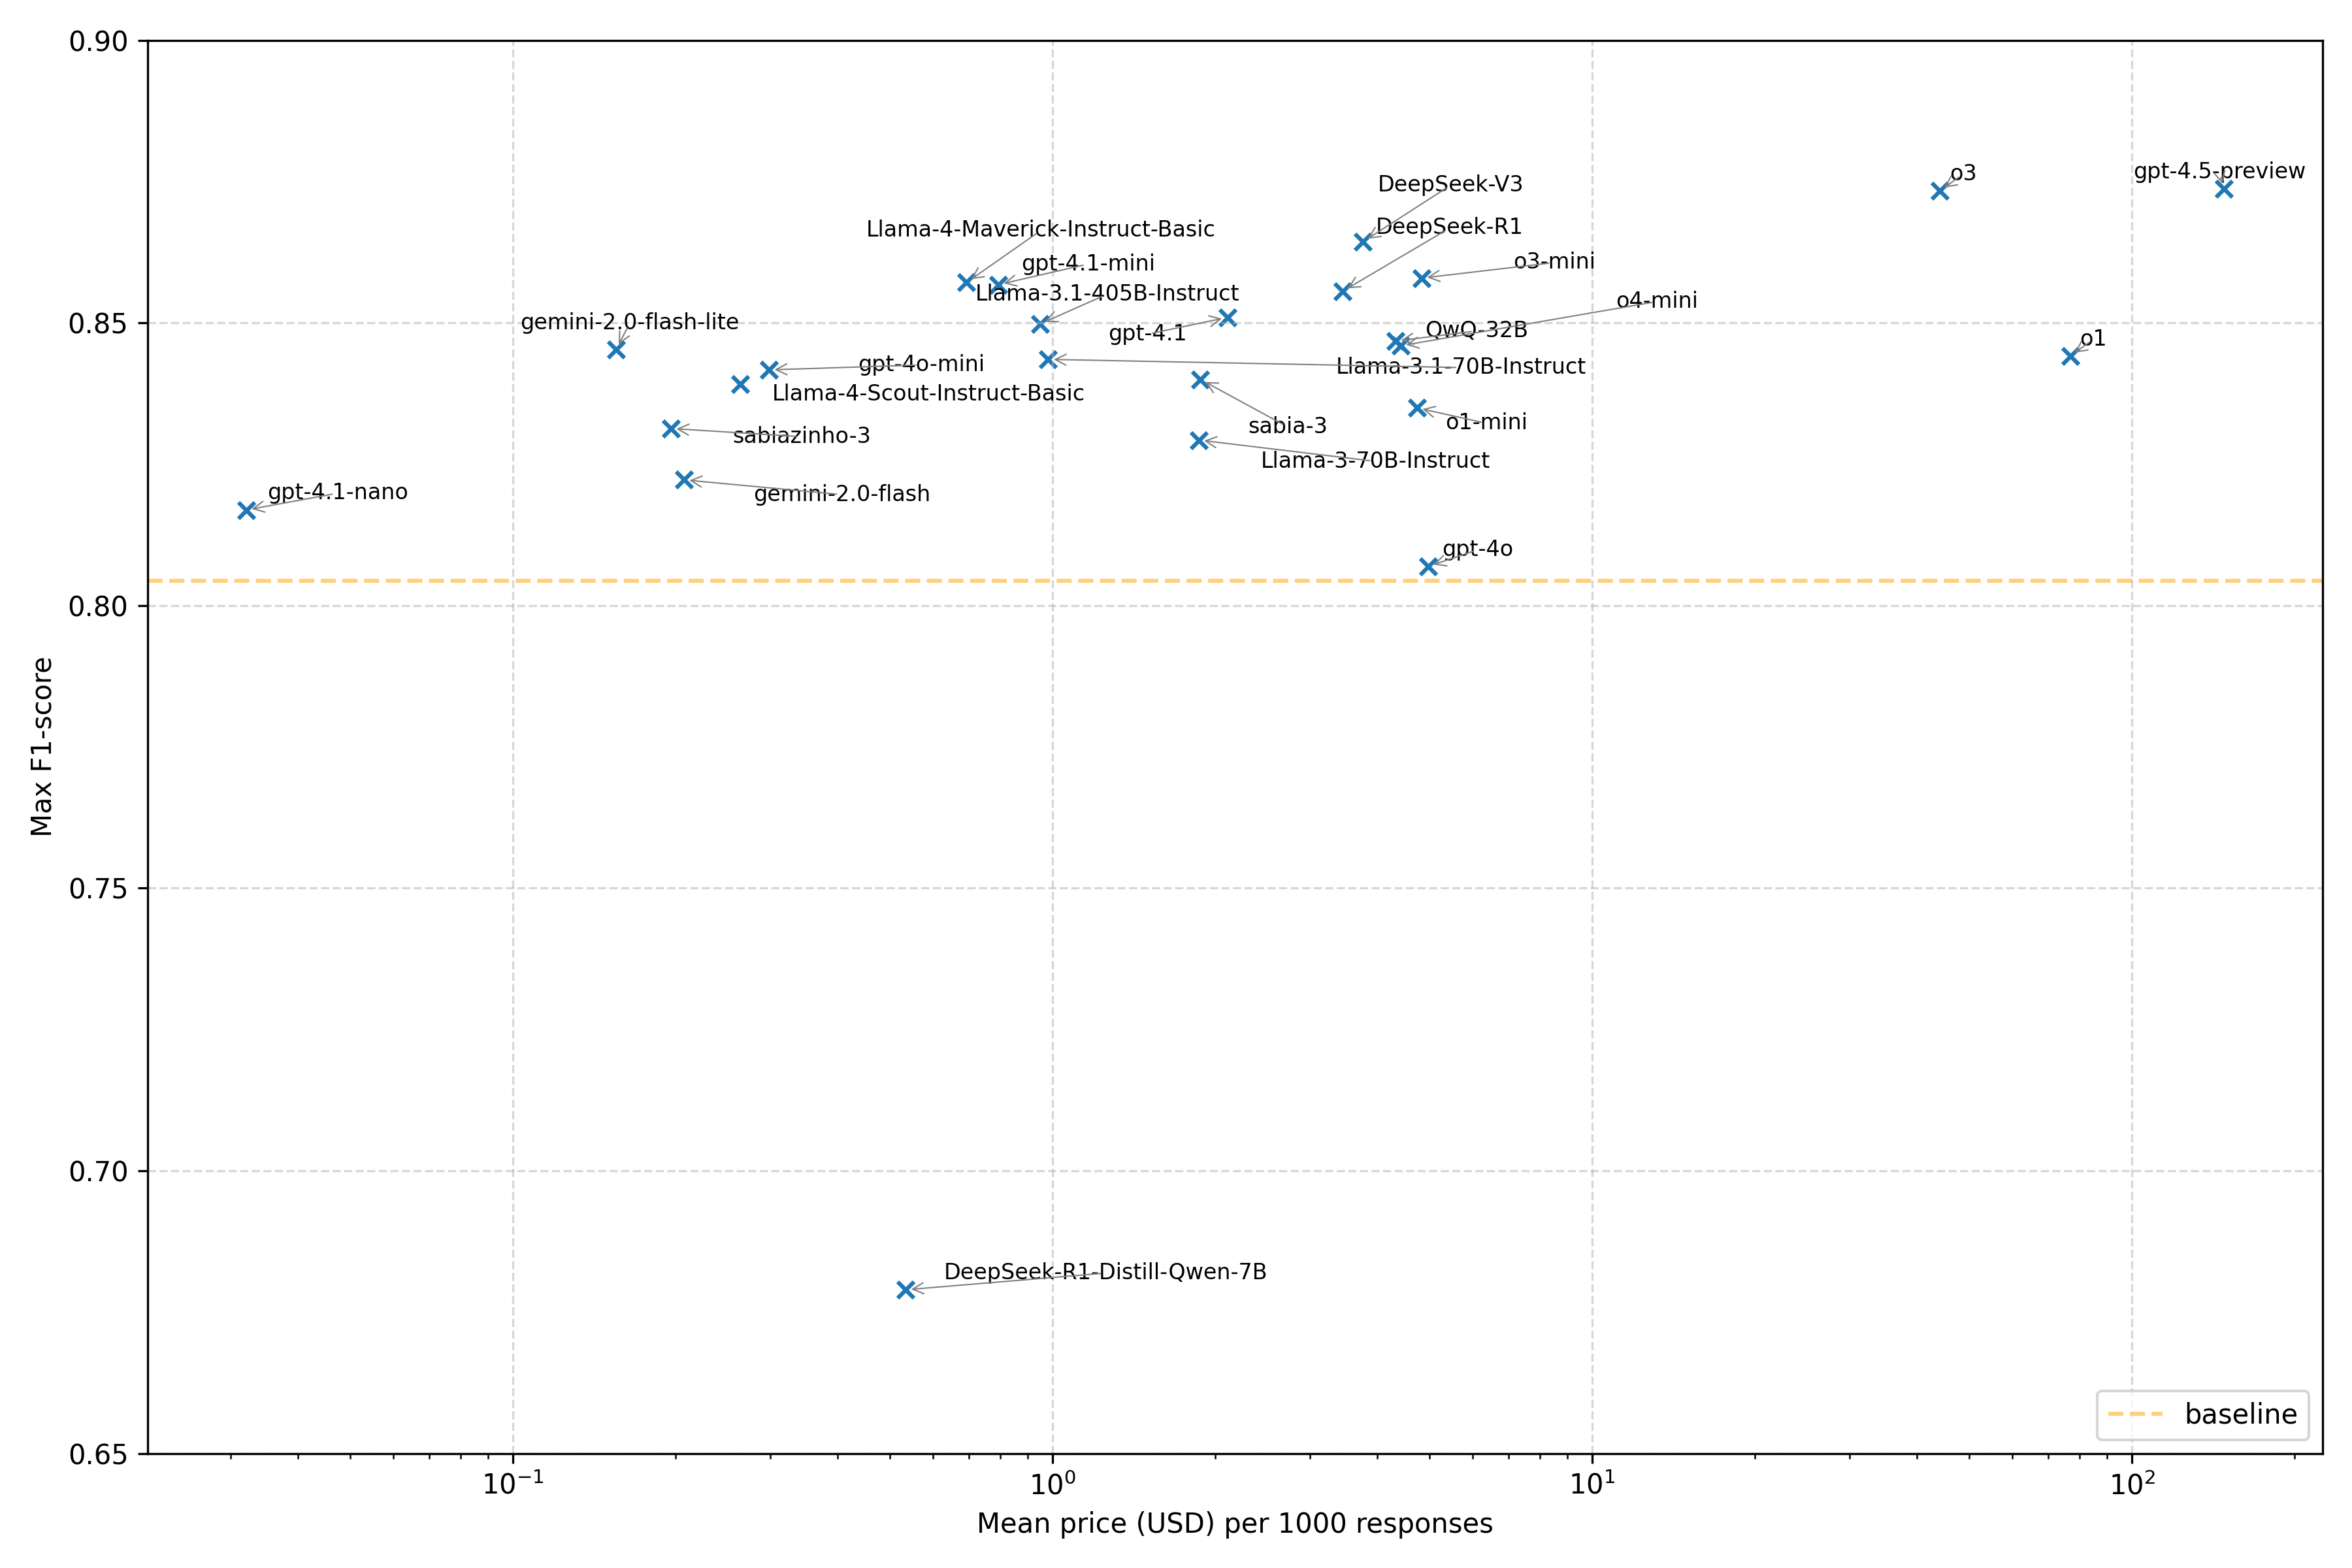 0.90
0.85
0.80
0.75
0.70
0.65
Max F1-score
o3
gpt-4.5-preview
DeepSeek-V3
Llama-4-Maverick-Instruct-Basic
DeepSeek-R1
gpt-4.1-mini
o3-mini
Llama-3.1-405B-Instruct
o4-mini
gemini-2.0-flash-lite
gpt-4.1
QwQ-32B
o1
gpt-4o-mini
Llama-3.1-70B-Instruct
Llama-4-Scout-Instruct-Basic
sabiazinho-3
sabia-3
o1-mini
Llama-3-70B-Instruct
gpt-4.1-nano
gemini-2.0-flash
gpt-4o
DeepSeek-R1-Distill-Qwen-7B
baseline
10⁻¹ 10⁰ 10¹ 10²
Mean price (USD) per 1000 responses